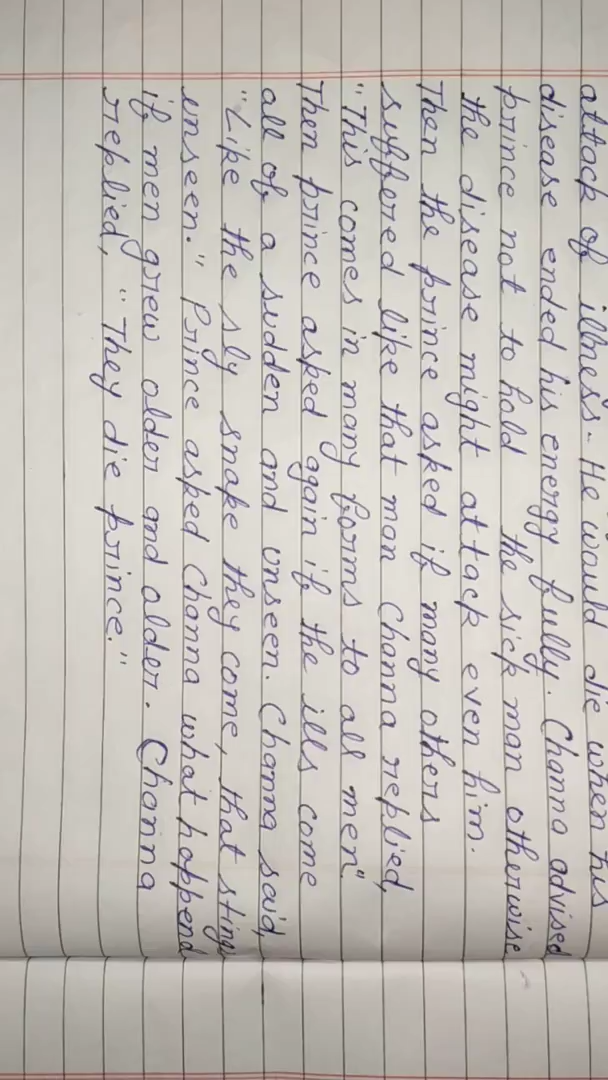 attack of illness. He would die when his
disease ended his energy fully. Channa advised
prince not to hold the sick man otherwise
the disease might attack even him.
Then the prince asked if many others
suffered like that man Channa replied,
"This comes in many forms to all men"
Then prince asked again if the ills come
all of a sudden and unseen. Channa said,
"Like the sly snake they come, that stings
unseen." Prince asked Channa what happend
if men grew older and older. Channa
replied, "They die prince."